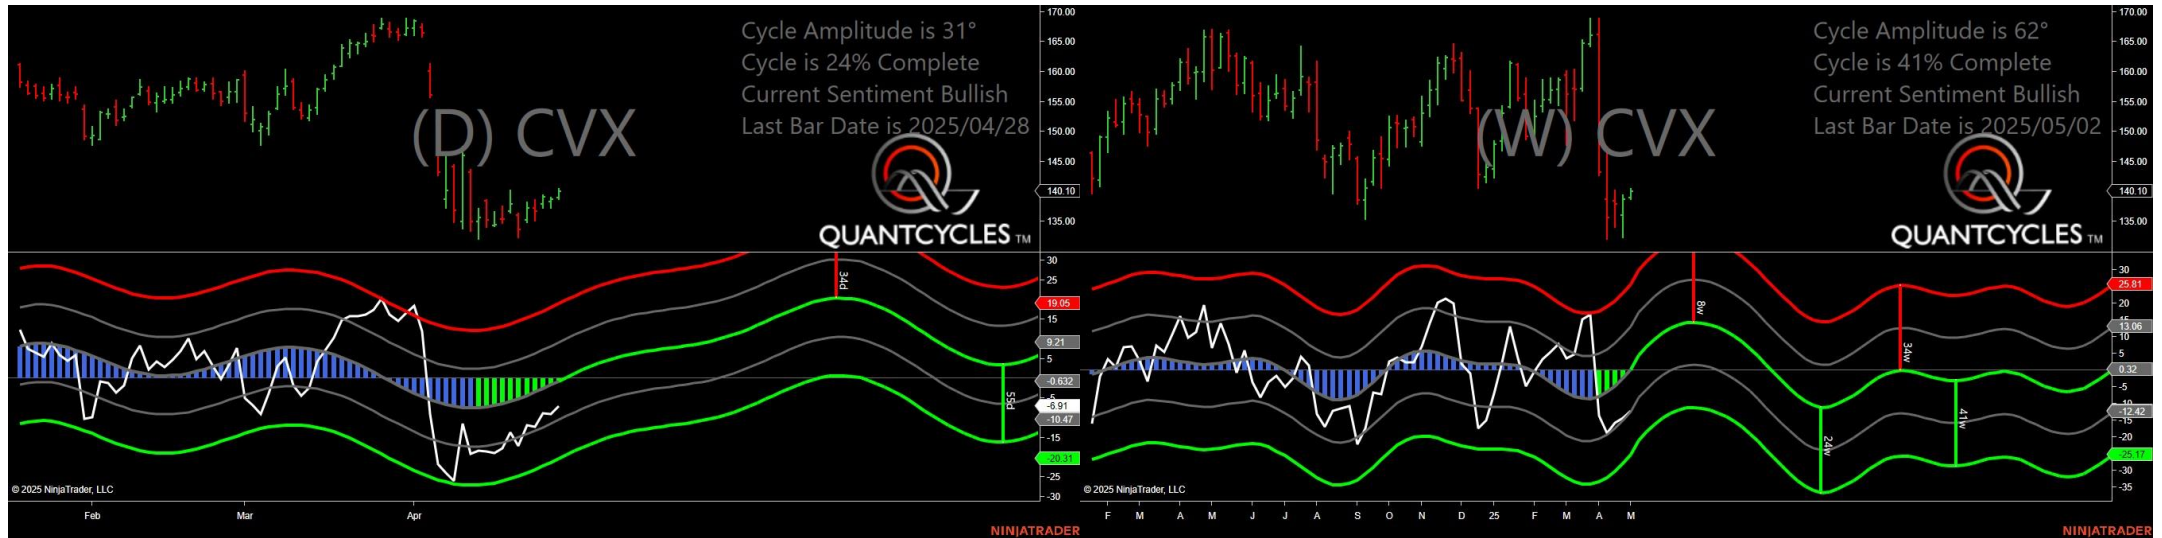 Cycle Amplitude is 31°
Cycle is 24% Complete
Current Sentiment Bullish
Last Bar Date is 2025/04/28
(D) CVX
QUANTCYCLES TM
170.00
165.00
160.00
155.00
150.00
145.00
140.10
135.00
34d
55d
30
25
19.05
15
9.21
5
-0.632
-5
-6.91
-10.47
-15
-20.31
-25
-30
© 2025 NinjaTrader, LLC
Feb Mar Apr
NINJATRADER
Cycle Amplitude is 62°
Cycle is 41% Complete
Current Sentiment Bullish
Last Bar Date is 2025/05/02
(W) CVX
QUANTCYCLES TM
170.00
165.00
160.00
155.00
150.00
145.00
140.10
135.00
8w
24w
34w
41w
30
25.81
20
15
13.06
10
5
0.32
-5
-10
-12.42
-15
-20
-25.17
-30
-35
© 2025 NinjaTrader, LLC
F M A M J J A S O N D 25 F M A M
NINJATRADER